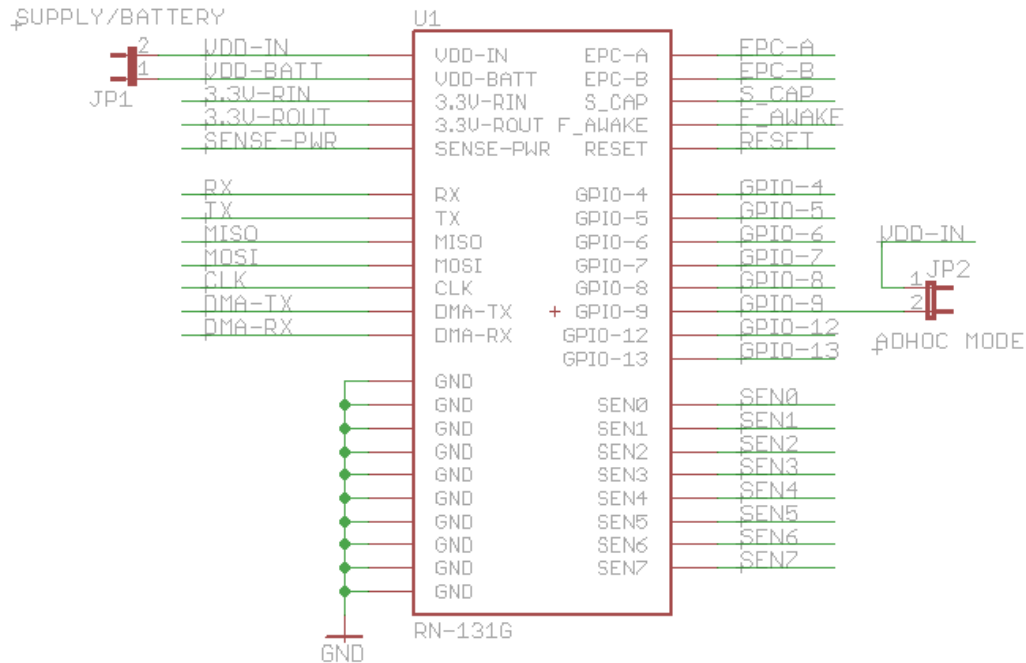 SUPPLY/BATTERY
U1
2 VDD-IN VDD-IN EPC-A EPC-A
1 VDD-BATT VDD-BATT EPC-B EPC-B
JP1 3.3V-RIN 3.3V-RIN S_CAP S_CAP
3.3V-ROUT 3.3V-ROUT F_AWAKE F_AWAKE
SENSE-PWR SENSE-PWR RESET RESET
RX RX GPIO-4 GPIO-4
TX TX GPIO-5 GPIO-5
MISO MISO GPIO-6 GPIO-6 VDD-IN
MOSI MOSI GPIO-7 GPIO-7 JP2
CLK CLK GPIO-8 GPIO-8 1
DMA-TX DMA-TX GPIO-9 GPIO-9 2
DMA-RX DMA-RX GPIO-12 GPIO-12 ADHOC MODE
GPIO-13 GPIO-13
GND
GND SEN0 SEN0
GND SEN1 SEN1
GND SEN2 SEN2
GND SEN3 SEN3
GND SEN4 SEN4
GND SEN5 SEN5
GND SEN6 SEN6
GND SEN7 SEN7
GND
RN-131G
GND